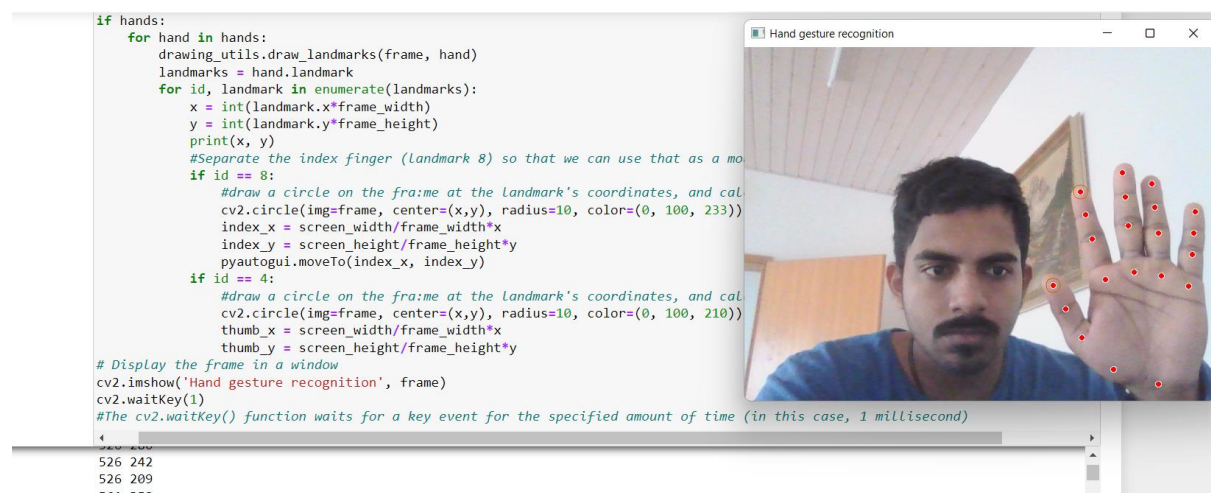 if hands:
    for hand in hands:
        drawing_utils.draw_landmarks(frame, hand)
        landmarks = hand.landmark
        for id, landmark in enumerate(landmarks):
            x = int(landmark.x*frame_width)
            y = int(landmark.y*frame_height)
            print(x, y)
            #Separate the index finger (landmark 8) so that we can use that as a
            if id == 8:
                #draw a circle on the fra:me at the landmark's coordinates, and
                cv2.circle(img=frame, center=(x,y), radius=10, color=(0, 100, 233))
                index_x = screen_width/frame_width*x
                index_y = screen_height/frame_height*y
                pyautogui.moveTo(index_x, index_y)
            if id == 4:
                #draw a circle on the fra:me at the landmark's coordinates, and
                cv2.circle(img=frame, center=(x,y), radius=10, color=(0, 100, 210))
                thumb_x = screen_width/frame_width*x
                thumb_y = screen_height/frame_height*y
# Display the frame in a window
cv2.imshow('Hand gesture recognition', frame)
cv2.waitKey(1)
#The cv2.waitKey() function waits for a key event for the specified amount of time (in this case, 1 millisecond)
526 242
526 209
Hand gesture recognition